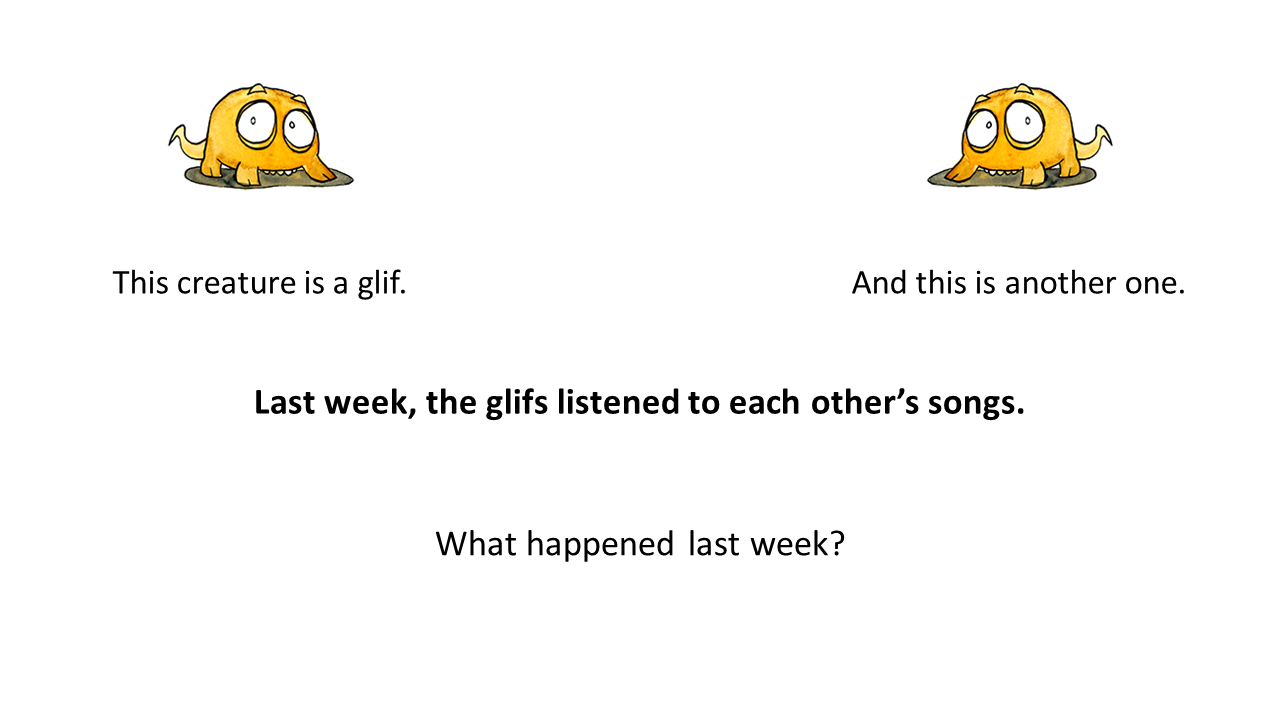 This creature is a glif.
And this is another one.
Last week, the glifs listened to each other’s songs.
What happened last week?